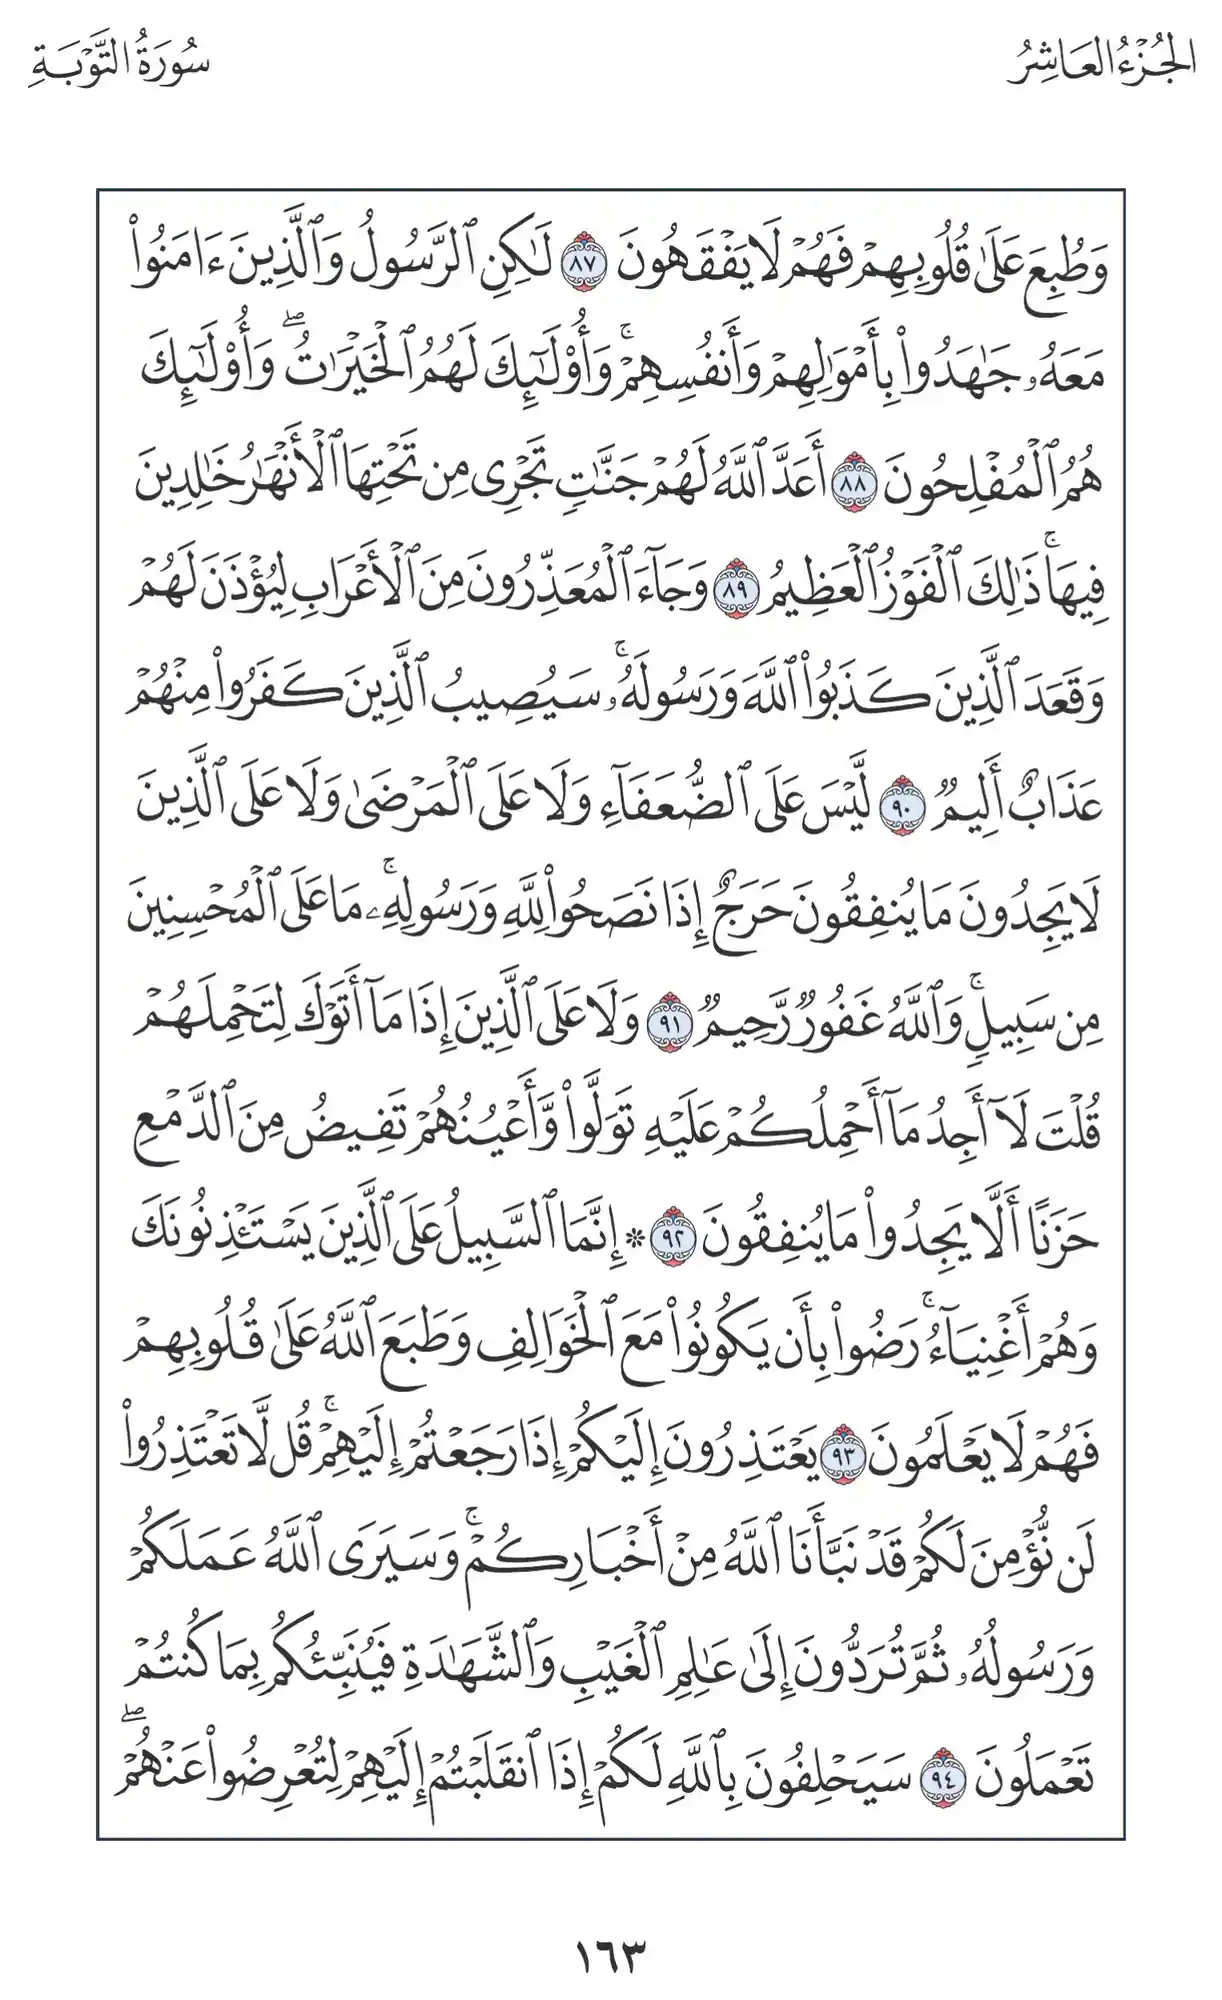 الجُزْءُ العَاشِرُ
سُورَةُ التَّوْبَةِ
وَطُبِعَ عَلَىٰ قُلُوبِهِمْ فَهُمْ لَا يَفْقَهُونَ ٨٧ لَٰكِنِ ٱلرَّسُولُ وَٱلَّذِينَ ءَامَنُوا۟
مَعَهُۥ جَٰهَدُوا۟ بِأَمْوَٰلِهِمْ وَأَنفُسِهِمْۚ وَأُو۟لَٰٓئِكَ لَهُمُ ٱلْخَيْرَٰتُۖ وَأُو۟لَٰٓئِكَ
هُمُ ٱلْمُفْلِحُونَ ٨٨ أَعَدَّ ٱللَّهُ لَهُمْ جَنَّٰتٍ تَجْرِى مِن تَحْتِهَا ٱلْأَنْهَٰرُ خَٰلِدِينَ
فِيهَاۚ ذَٰلِكَ ٱلْفَوْزُ ٱلْعَظِيمُ ٨٩ وَجَآءَ ٱلْمُعَذِّرُونَ مِنَ ٱلْأَعْرَابِ لِيُؤْذَنَ لَهُمْ
وَقَعَدَ ٱلَّذِينَ كَذَبُوا۟ ٱللَّهَ وَرَسُولَهُۥۚ سَيُصِيبُ ٱلَّذِينَ كَفَرُوا۟ مِنْهُمْ
عَذَابٌ أَلِيمٌ ٩٠ لَّيْسَ عَلَى ٱلضُّعَفَآءِ وَلَا عَلَى ٱلْمَرْضَىٰ وَلَا عَلَى ٱلَّذِينَ
لَا يَجِدُونَ مَا يُنفِقُونَ حَرَجٌ إِذَا نَصَحُوا۟ لِلَّهِ وَرَسُولِهِۦۚ مَا عَلَى ٱلْمُحْسِنِينَ
مِن سَبِيلٍۚ وَٱللَّهُ غَفُورٌ رَّحِيمٌ ٩١ وَلَا عَلَى ٱلَّذِينَ إِذَا مَآ أَتَوْكَ لِتَحْمِلَهُمْ
قُلْتَ لَآ أَجِدُ مَآ أَحْمِلُكُمْ عَلَيْهِ تَوَلَّوا۟ وَّأَعْيُنُهُمْ تَفِيضُ مِنَ ٱلدَّمْعِ
حَزَنًا أَلَّا يَجِدُوا۟ مَا يُنفِقُونَ ٩٢ * إِنَّمَا ٱلسَّبِيلُ عَلَى ٱلَّذِينَ يَسْتَـْٔذِنُونَكَ
وَهُمْ أَغْنِيَآءُۚ رَضُوا۟ بِأَن يَكُونُوا۟ مَعَ ٱلْخَوَالِفِ وَطَبَعَ ٱللَّهُ عَلَىٰ قُلُوبِهِمْ
فَهُمْ لَا يَعْلَمُونَ ٩٣ يَعْتَذِرُونَ إِلَيْكُمْ إِذَا رَجَعْتُمْ إِلَيْهِمْۚ قُل لَّا تَعْتَذِرُوا۟
لَن نُّؤْمِنَ لَكُمْ قَدْ نَبَّأَنَا ٱللَّهُ مِنْ أَخْبَارِكُمْۚ وَسَيَرَى ٱللَّهُ عَمَلَكُمْ
وَرَسُولُهُۥ ثُمَّ تُرَدُّونَ إِلَىٰ عَٰلِمِ ٱلْغَيْبِ وَٱلشَّهَٰدَةِ فَيُنَبِّئُكُم بِمَا كُنتُمْ
تَعْمَلُونَ ٩٤ سَيَحْلِفُونَ بِٱللَّهِ لَكُمْ إِذَا ٱنقَلَبْتُمْ إِلَيْهِمْ لِتُعْرِضُوا۟ عَنْهُمْۖ
١٦٣